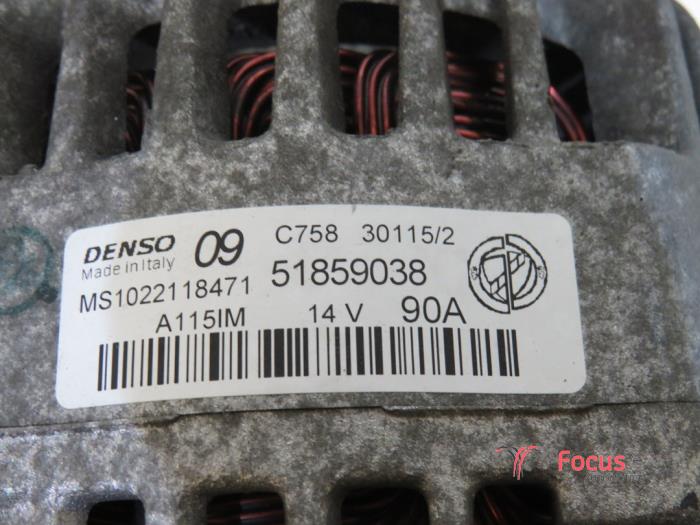 DENSO 09 C758 30115/2
Made in Italy
MS1022118471 51859038
A115IM 14 V 90A
Focus